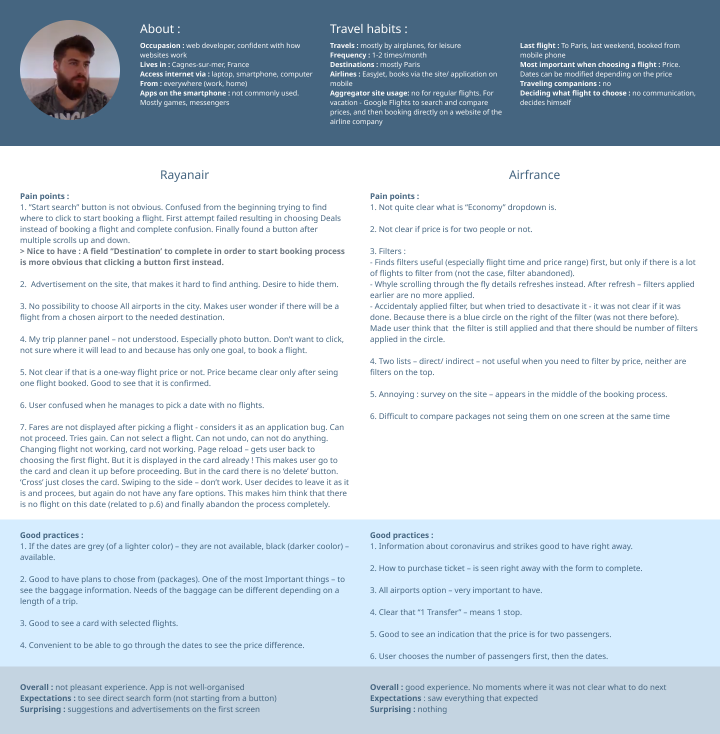 About :
Occupasion : web developer, confident with how
websites work
Lives in : Cagnes-sur-mer, France
Access internet via : laptop, smartphone, computer
From : everywhere (work, home)
Apps on the smartphone : not commonly used.
Mostly games, messengers
Travel habits :
Travels : mostly by airplanes, for leisure
Frequency : 1-2 times/month
Destinations : mostly Paris
Airlines : EasyJet, books via the site/ application on
mobile
Aggregator site usage: no for regular flights. For
vacation - Google Flights to search and compare
prices, and then booking directly on a website of the
airline company
Last flight : To Paris, last weekend, booked from
mobile phone
Most important when choosing a flight : Price.
Dates can be modified depending on the price
Traveling companions : no
Deciding what flight to choose : no communication,
decides himself
Rayanair
Pain points :
1. “Start search” button is not obvious. Confused from the beginning trying to find
where to click to start booking a flight. First attempt failed resulting in choosing Deals
instead of booking a flight and complete confusion. Finally found a button after
multiple scrolls up and down.
> Nice to have : A field “Destination’ to complete in order to start booking process
is more obvious that clicking a button first instead.
2. Advertisement on the site, that makes it hard to find anthing. Desire to hide them.
3. No possibility to choose All airports in the city. Makes user wonder if there will be a
flight from a chosen airport to the needed destination.
4. My trip planner panel – not understood. Especially photo button. Don’t want to click,
not sure where it will lead to and because has only one goal, to book a flight.
5. Not clear if that is a one-way flight price or not. Price became clear only after seing
one flight booked. Good to see that it is confirmed.
6. User confused when he manages to pick a date with no flights.
7. Fares are not displayed after picking a flight - considers it as an application bug. Can
not proceed. Tries gain. Can not select a flight. Can not undo, can not do anything.
Changing flight not working, card not working. Page reload – gets user back to
choosing the first flight. But it is displayed in the card already ! This makes user go to
the card and clean it up before proceeding. But in the card there is no ‘delete’ button.
‘Cross’ just closes the card. Swiping to the side – don’t work. User decides to leave it as it
is and procees, but again do not have any fare options. This makes him think that there
is no flight on this date (related to p.6) and finally abandon the process completely.
Good practices :
1. If the dates are grey (of a lighter color) – they are not available, black (darker coolor) –
available.
2. Good to have plans to chose from (packages). One of the most Important things – to
see the baggage information. Needs of the baggage can be different depending on a
length of a trip.
3. Good to see a card with selected flights.
4. Convenient to be able to go through the dates to see the price difference.
Overall : not pleasant experience. App is not well-organised
Expectations : to see direct search form (not starting from a button)
Surprising : suggestions and advertisements on the first screen
Airfrance
Pain points :
1. Not quite clear what is “Economy” dropdown is.
2. Not clear if price is for two people or not.
3. Filters :
- Finds filters useful (especially flight time and price range) first, but only if there is a lot
of flights to filter from (not the case, filter abandoned).
- Whyle scrolling through the fly details refreshes instead. After refresh – filters applied
earlier are no more applied.
- Accidentaly applied filter, but when tried to desactivate it - it was not clear if it was
done. Because there is a blue circle on the right of the filter (was not there before).
Made user think that the filter is still applied and that there should be number of filters
applied in the circle.
4. Two lists – direct/ indirect – not useful when you need to filter by price, neither are
filters on the top.
5. Annoying : survey on the site – appears in the middle of the booking process.
6. Difficult to compare packages not seing them on one screen at the same time
Good practices :
1. Information about coronavirus and strikes good to have right away.
2. How to purchase ticket – is seen right away with the form to complete.
3. All airports option – very important to have.
4. Clear that “1 Transfer” – means 1 stop.
5. Good to see an indication that the price is for two passengers.
6. User chooses the number of passengers first, then the dates.
Overall : good experience. No moments where it was not clear what to do next
Expectations : saw everything that expected
Surprising : nothing